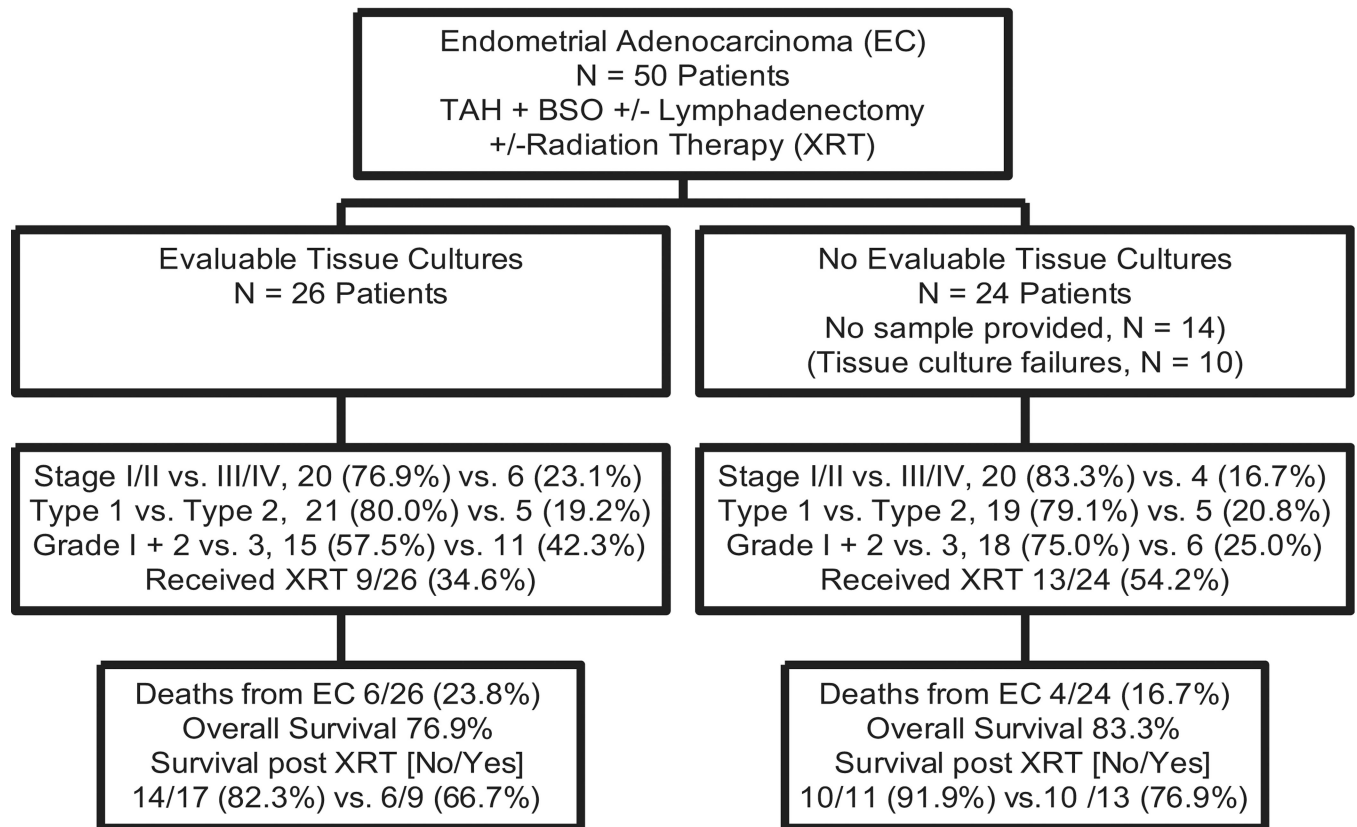 Endometrial Adenocarcinoma (EC)
N = 50 Patients
TAH + BSO +/- Lymphadenectomy
+/-Radiation Therapy (XRT)
Evaluable Tissue Cultures
N = 26 Patients
No Evaluable Tissue Cultures
N = 24 Patients
No sample provided, N = 14)
(Tissue culture failures, N = 10)
Stage I/II vs. III/IV, 20 (76.9%) vs. 6 (23.1%)
Type 1 vs. Type 2, 21 (80.0%) vs. 5 (19.2%)
Grade I + 2 vs. 3, 15 (57.5%) vs. 11 (42.3%)
Received XRT 9/26 (34.6%)
Stage I/II vs. III/IV, 20 (83.3%) vs. 4 (16.7%)
Type 1 vs. Type 2, 19 (79.1%) vs. 5 (20.8%)
Grade I + 2 vs. 3, 18 (75.0%) vs. 6 (25.0%)
Received XRT 13/24 (54.2%)
Deaths from EC 6/26 (23.8%)
Overall Survival 76.9%
Survival post XRT [No/Yes]
14/17 (82.3%) vs. 6/9 (66.7%)
Deaths from EC 4/24 (16.7%)
Overall Survival 83.3%
Survival post XRT [No/Yes]
10/11 (91.9%) vs.10 /13 (76.9%)